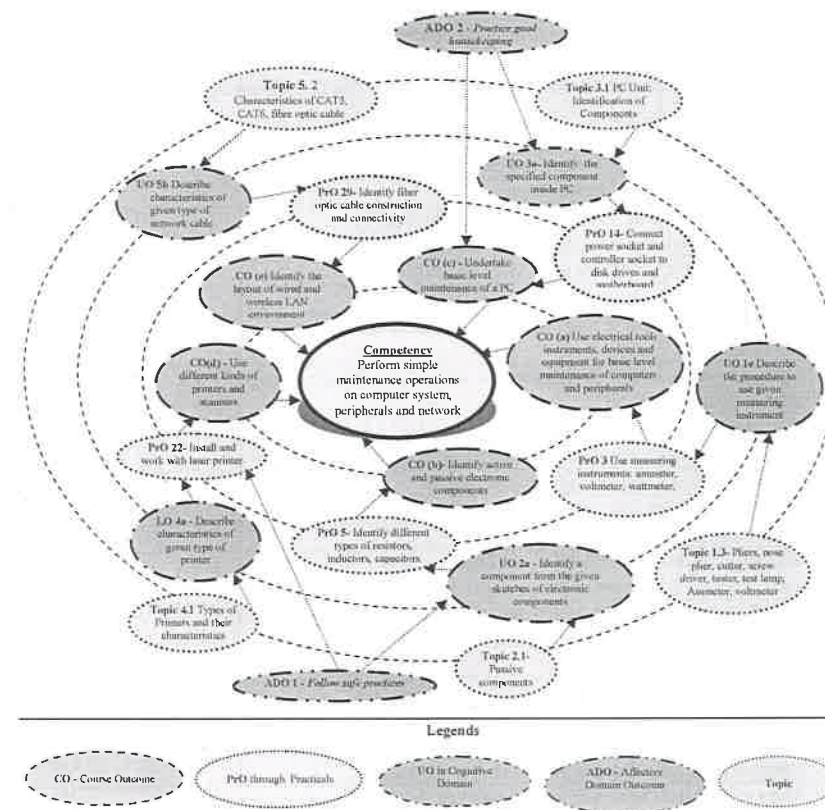 ADO 2 - Practice good
housekeeping
Topic 5. 2
Characteristics of CAT5,
CAT6, fibre optic cable
Topic 3.1 PC Unit:
Identification of
Components
UO 5b Describe
characteristics of
given type of
network cable
PrO 29- Identify fiber
optic cable construction
and connectivity
UO 3a- Identify the
specified component
inside PC
PrO 14- Connect
power socket and
controller socket to
disk drives and
motherboard
CO (e) Identify the
layout of wired and
wireless LAN
environment
CO (c) - Undertake
basic level
maintenance of a PC
Competency
Perform simple
maintenance operations
on computer system,
peripherals and network
CO (a) Use electrical tools
instruments, devices and
equipment for basic level
maintenance of computers
and peripherals
UO 1e Describe
the procedure to
use given
measuring
instrument
CO(d) - Use
different kinds of
printers and
scanners
PrO 22- Install and
work with laser printer
CO (b)- Identify active
and passive electronic
components
PrO 3 Use measuring
instruments: ammeter,
voltmeter, wattmeter,
LO 4a - Describe
characteristics of
given type of
printer
PrO 5- Identify different
types of resistors,
inductors, capacitors
UO 2a - Identify a
component from the given
sketches of electronic
components
Topic 1.3- Pliers, nose
plier, cutter, screw
driver, tester, test lamp,
Ammeter, voltmeter
Topic 4.1 Types of
Printers and their
characteristics
Topic 2.1-
Passive
components
ADO 1 - Follow safe practices
Legends
CO - Course Outcome
PrO through Practicals
UO in Cognitive
Domain
ADO - Affective
Domain Outcome
Topic